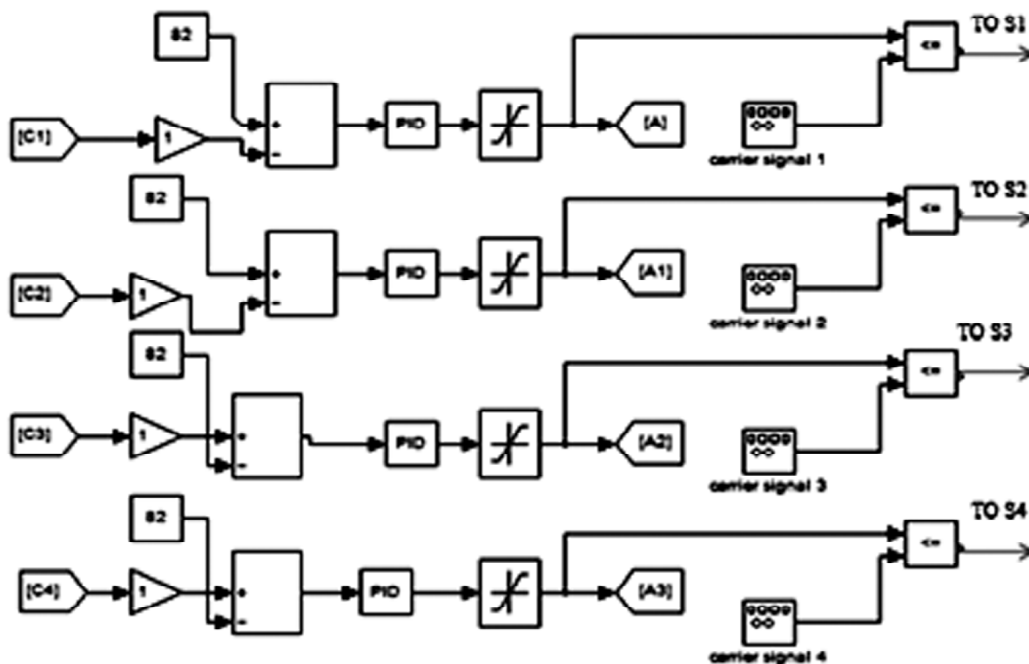 82
TO S1
<=
[C1]
1
+
-
PID
[A]
carrier signal 1
82
TO S2
<=
[C2]
1
+
-
PID
[A1]
carrier signal 2
82
TO S3
<=
[C3]
1
+
-
PID
[A2]
carrier signal 3
82
TO S4
<=
[C4]
1
+
-
PID
[A3]
carrier signal 4